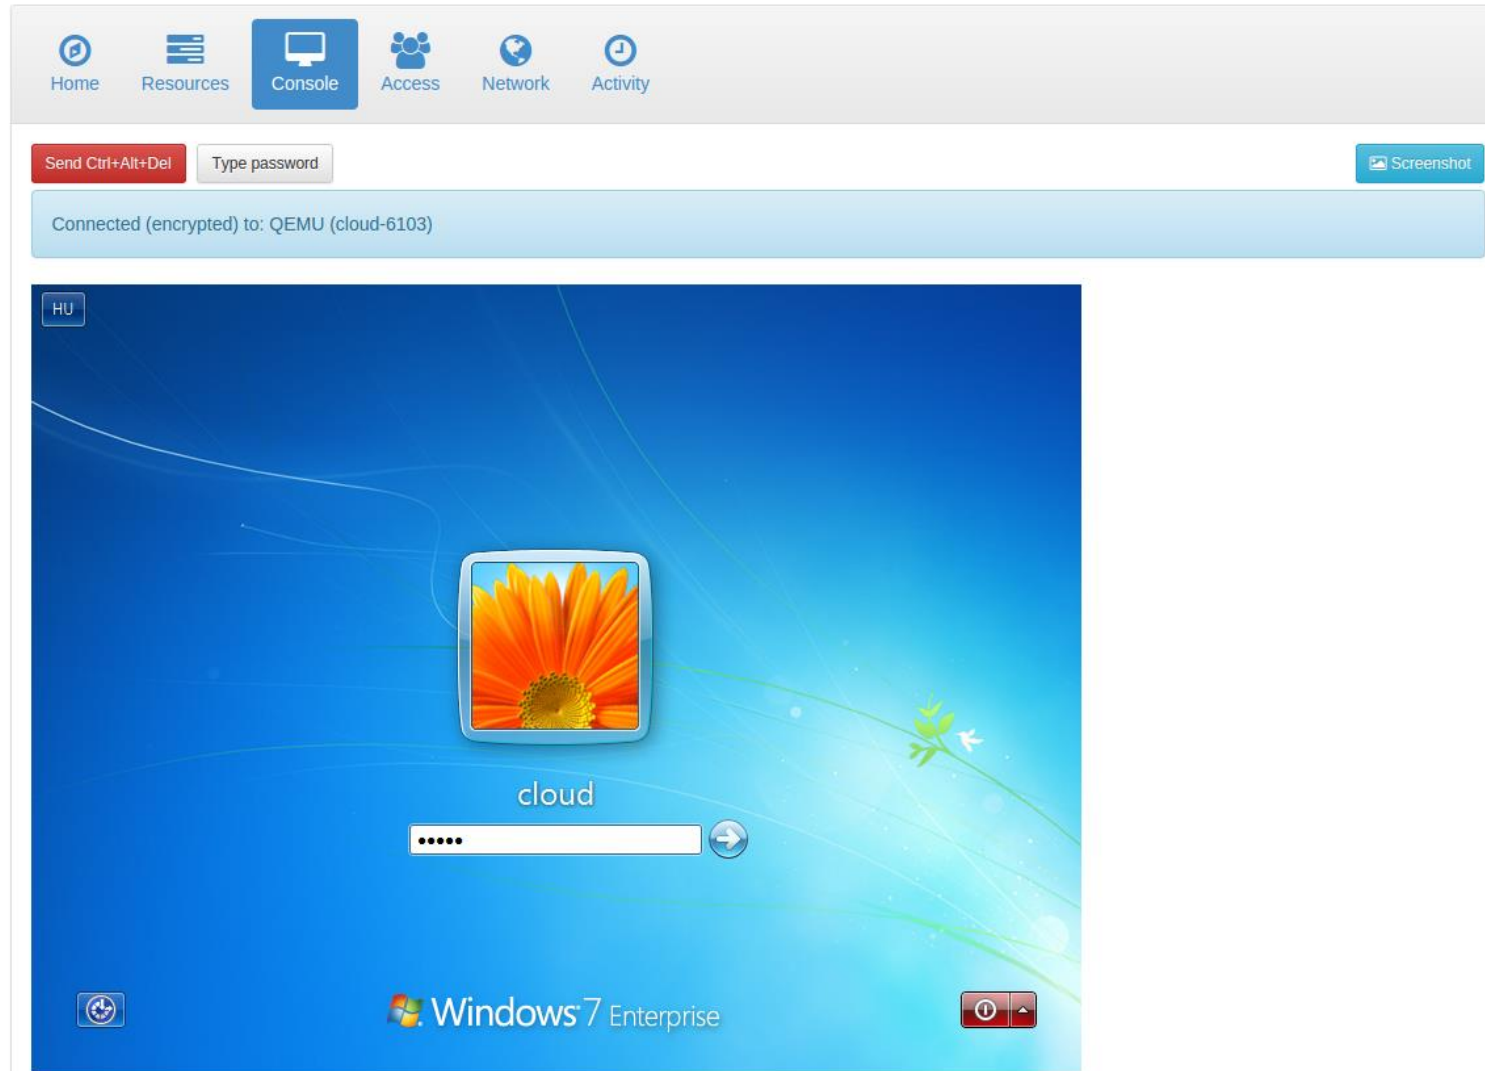 Home Resources Console Access Network Activity
Send Ctrl+Alt+Del Type password Screenshot
Connected (encrypted) to: QEMU (cloud-6103)
HU
cloud
•••••
Windows 7 Enterprise